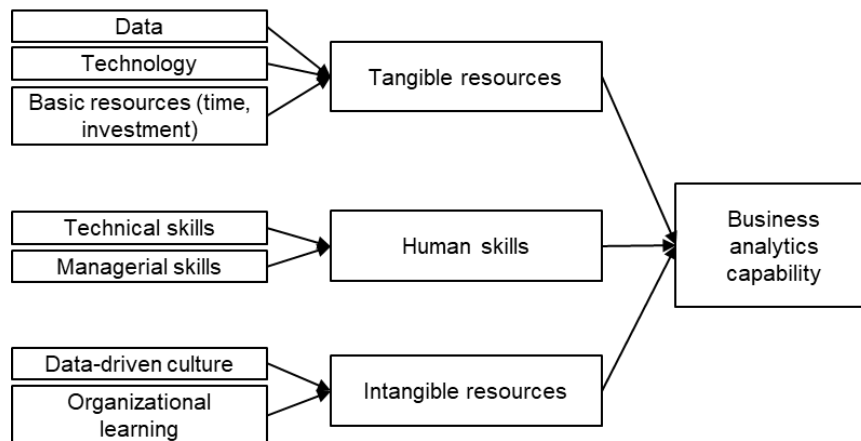 Data
Technology
Basic resources (time,
investment)
Tangible resources
Technical skills
Managerial skills
Human skills
Business
analytics
capability
Data-driven culture
Organizational
learning
Intangible resources